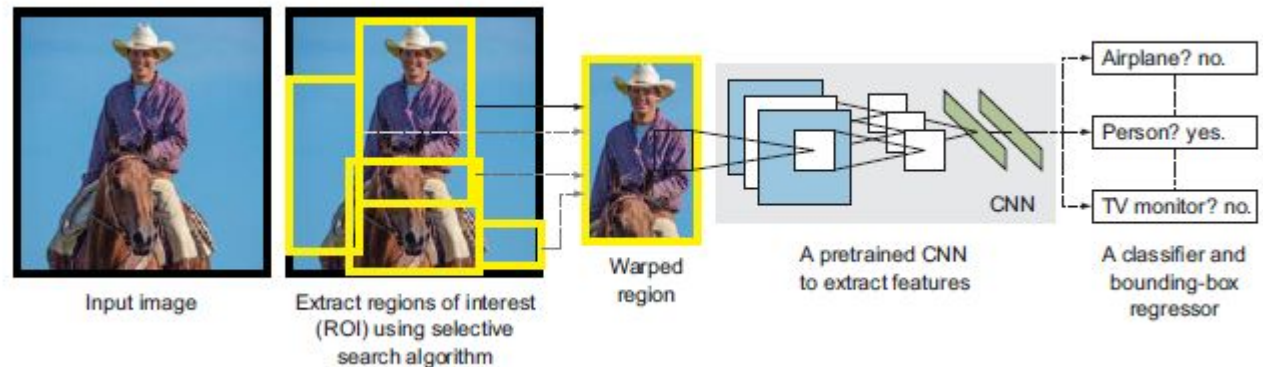 Input image
Extract regions of interest
(ROI) using selective
search algorithm
Warped
region
CNN
A pretrained CNN
to extract features
Airplane? no.
Person? yes.
TV monitor? no.
A classifier and
bounding-box
regressor